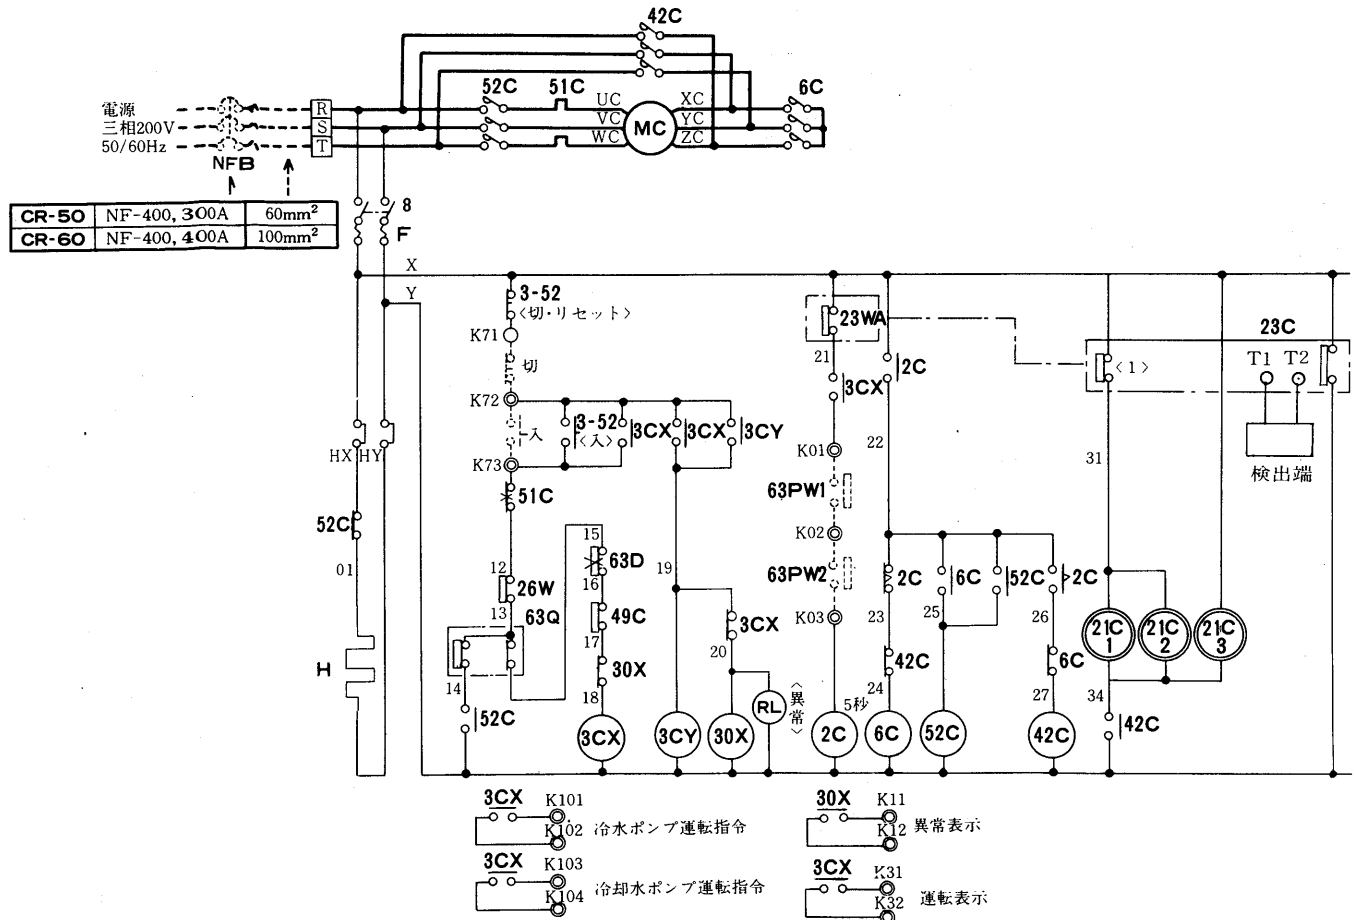 42C
52C
51C
6C
電源
三相200V
50/60Hz
R
S
T
UC
VC
WC
MC
XC
YC
ZC
NFB
CR-50 NF-400, 300A 60mm²
CR-60 NF-400, 400A 100mm²
8
F
X
Y
3-52
〈切・リセット〉
K71
切
K72
入
3-52
〈入〉
3CX
3CX
3CY
K73
51C
12
26W
13
63Q
14
52C
15
63D
16
49C
17
30X
18
3CX
19
3CX
20
3CY
30X
RL
〈異常〉
23WA
21
3CX
K01
63PW1
K02
63PW2
K03
5秒
2C
2C
22
2C
23
42C
24
6C
6C
25
52C
52C
2C
26
6C
27
42C
23C
〈1〉
T1
T2
検出端
31
21C
1
21C
2
21C
3
34
42C
HX
HY
52C
01
H
3CX
K101
K102
冷水ポンプ運転指令
3CX
K103
K104
冷却水ポンプ運転指令
30X
K11
K12
異常表示
3CX
K31
K32
運転表示